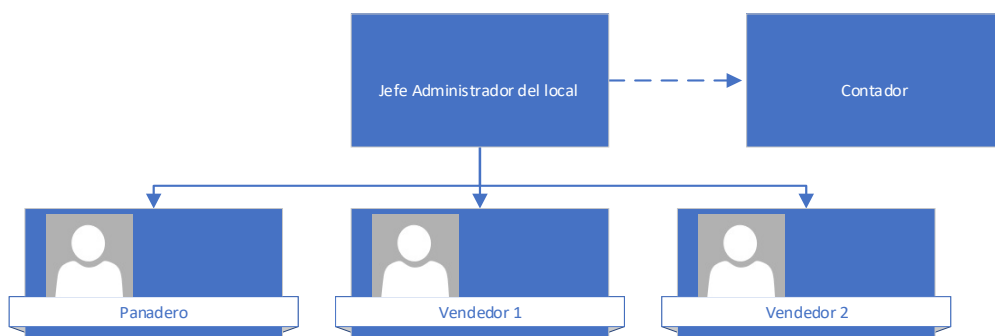 Jefe Administrador del local
Contador
Panadero
Vendedor 1
Vendedor 2